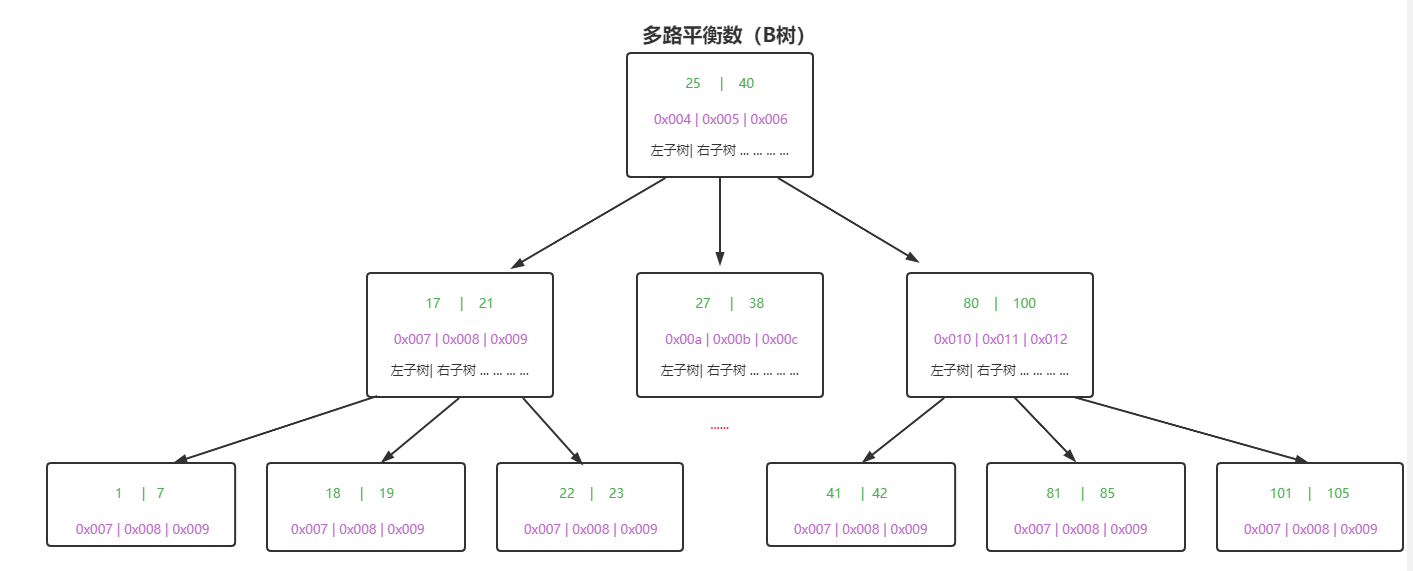 多路平衡数（B树）
25 | 40
0x004 | 0x005 | 0x006
左子树| 右子树 ... ... ... ...
17 | 21
0x007 | 0x008 | 0x009
左子树| 右子树 ... ... ... ...
27 | 38
0x00a | 0x00b | 0x00c
左子树| 右子树 ... ... ... ...
80 | 100
0x010 | 0x011 | 0x012
左子树| 右子树 ... ... ... ...
......
1 | 7
0x007 | 0x008 | 0x009
18 | 19
0x007 | 0x008 | 0x009
22 | 23
0x007 | 0x008 | 0x009
41 | 42
0x007 | 0x008 | 0x009
81 | 85
0x007 | 0x008 | 0x009
101 | 105
0x007 | 0x008 | 0x009